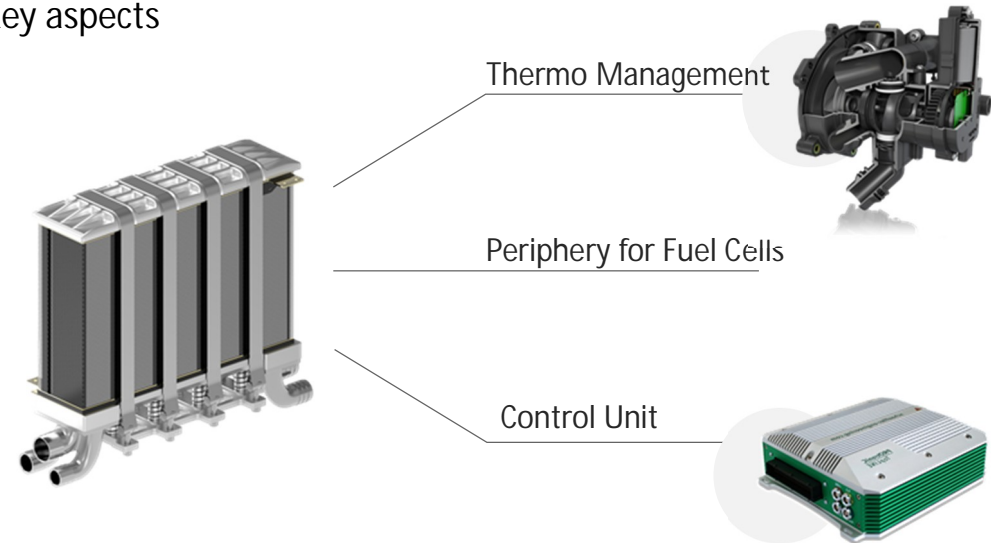 ey aspects
Thermo Management
Periphery for Fuel Cells
Control Unit